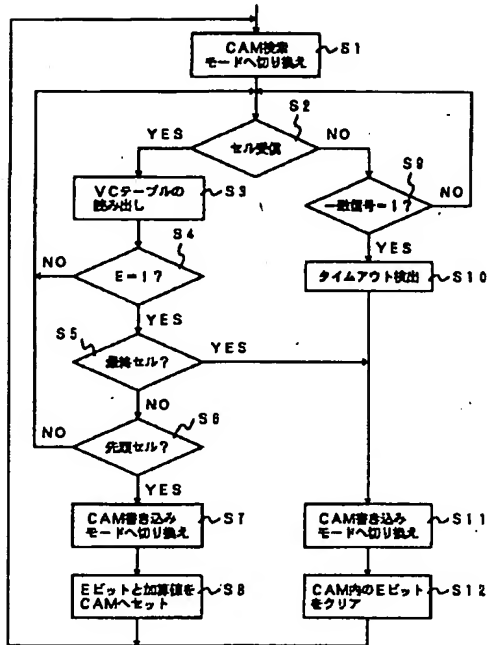 CAM検索
モードへ切り換え
S1
S2
YES
セル受信
NO
VCテーブルの
読み出し
S3
S9
一致信号=1?
NO
YES
S4
NO
E=1?
タイムアウト検出
S10
YES
S5
最終セル?
YES
NO
S6
NO
先頭セル?
YES
CAM書き込み
モードへ切り換え
S7
CAM書き込み
モードへ切り換え
S11
Eビットと加算値を
CAMへセット
S8
CAM内のEビット
をクリア
S12